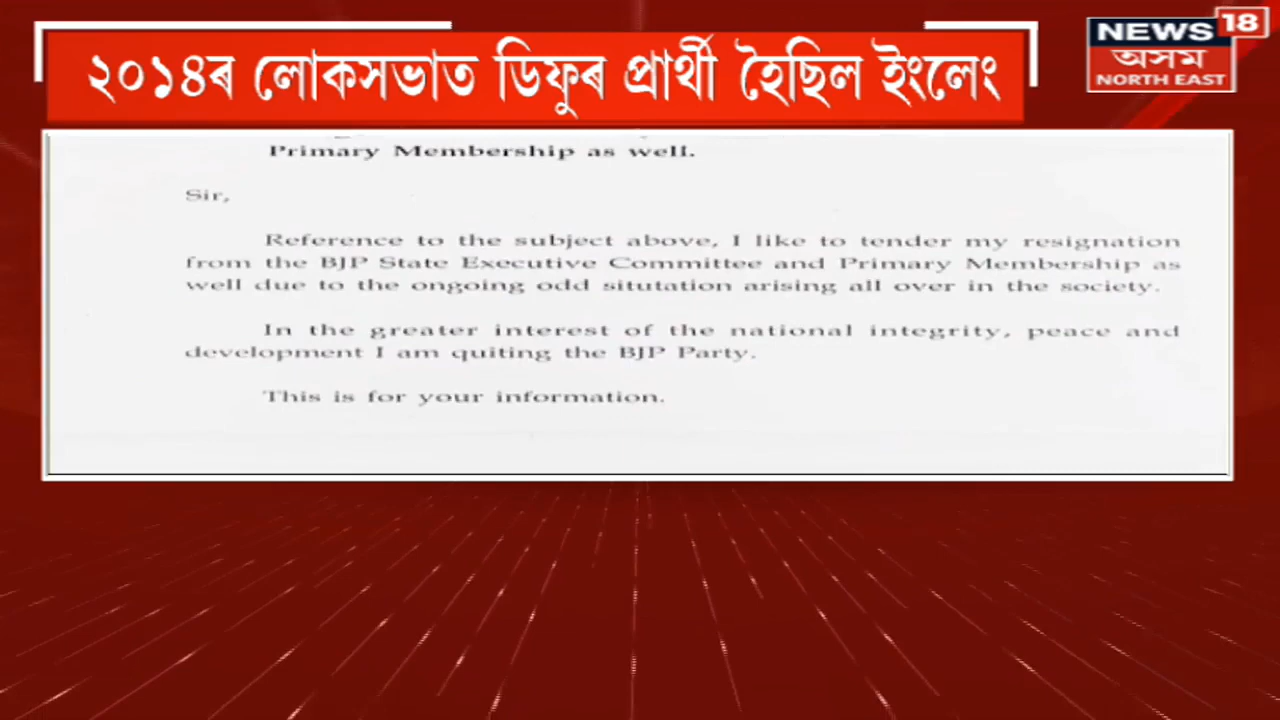 ২০১৪ৰ লোকসভাত ডিফুৰ প্ৰাৰ্থী হৈছিল ইংলেং
NEWS 18
অসম
NORTH EAST
Primary Membership as well.
Sir,
Reference to the subject above, I like to tender my resignation
from the BJP State Executive Committee and Primary Membership as
well due to the ongoing odd situtation arising all over in the society.
In the greater interest of the national integrity, peace and
development I am quiting the BJP Party.
This is for your information.